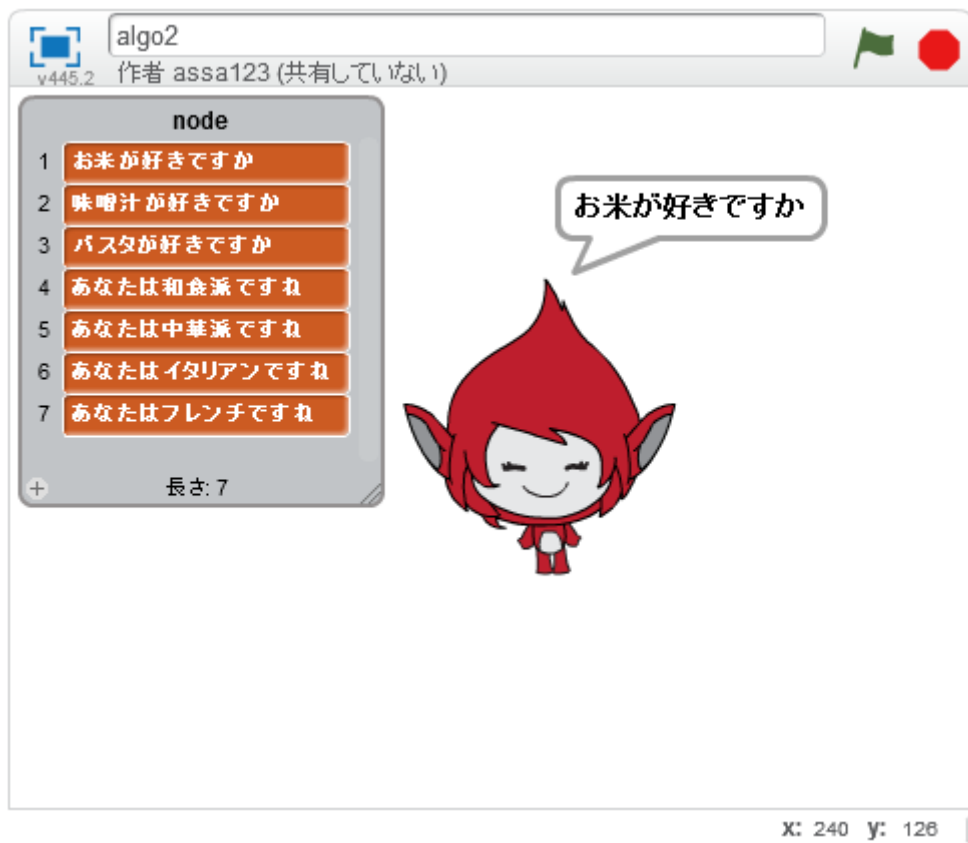 algo2
v445.2 作者 assa123 (共有していない)
node
1 お米が好きですか
2 味噌汁が好きですか
3 パスタが好きですか
4 あなたは和食派ですね
5 あなたは中華派ですね
6 あなたはイタリアンですね
7 あなたはフレンチですね
+ 長さ: 7
お米が好きですか
x: 240 y: 126